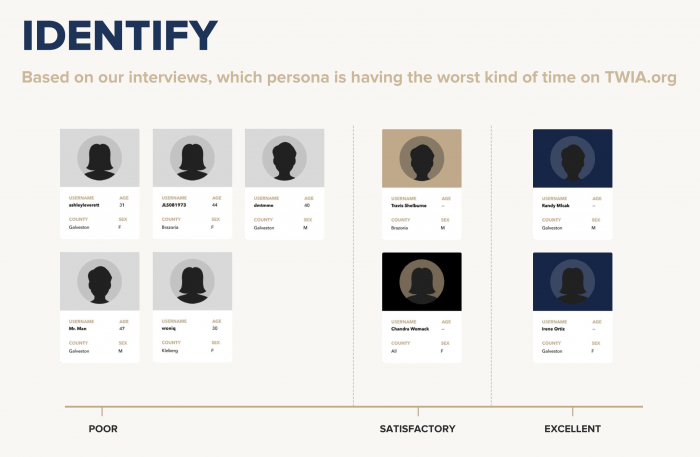 IDENTIFY
Based on our interviews, which persona is having the worst kind of time on TWIA.org
USERNAME AGE
ashleyloverett 31
COUNTY SEX
Galveston F
USERNAME AGE
JLS081973 44
COUNTY SEX
Brazoria F
USERNAME AGE
dmtmmo 40
COUNTY SEX
Galveston M
USERNAME AGE
Travis Shelburne --
COUNTY SEX
Brazoria M
USERNAME AGE
Randy Mlcak --
COUNTY SEX
Galveston M
USERNAME AGE
Mr. Man 47
COUNTY SEX
Galveston M
USERNAME AGE
vroniq 30
COUNTY SEX
Kleberg F
USERNAME AGE
Chandra Womack --
COUNTY SEX
All F
USERNAME AGE
Irene Ortiz --
COUNTY SEX
Galveston F
POOR SATISFACTORY EXCELLENT